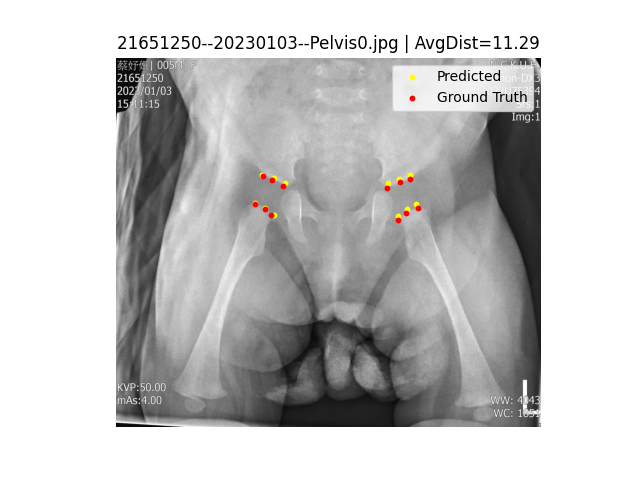 21651250--20230103--Pelvis0.jpg | AvgDist=11.29
005M
21651250
2023/01/03
15:11:15
Predicted
Ground Truth
Img:1
KVP:50.00
mAs:4.00
WW:
WC: